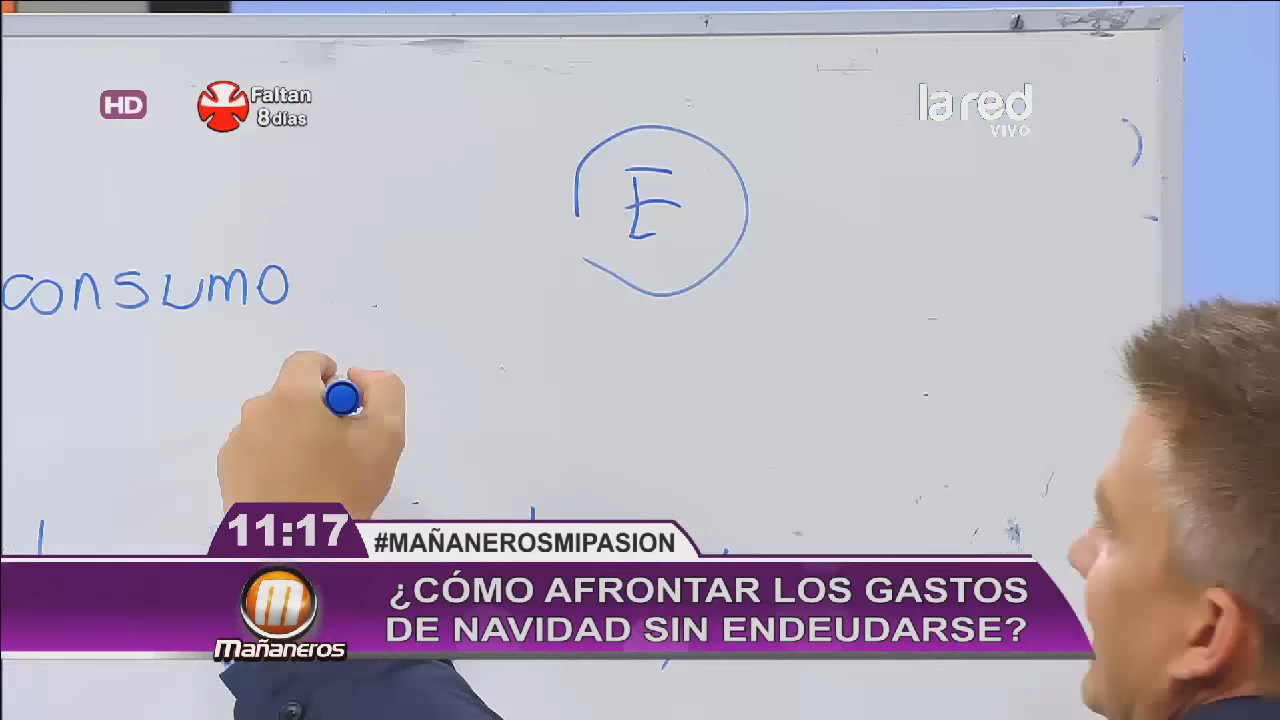 HD
Faltan
8 días
la red
VIVO
E
CONSUMO
11:17
#MAÑANEROSMIPASION
¿CÓMO AFRONTAR LOS GASTOS
DE NAVIDAD SIN ENDEUDARSE?
Mañaneros